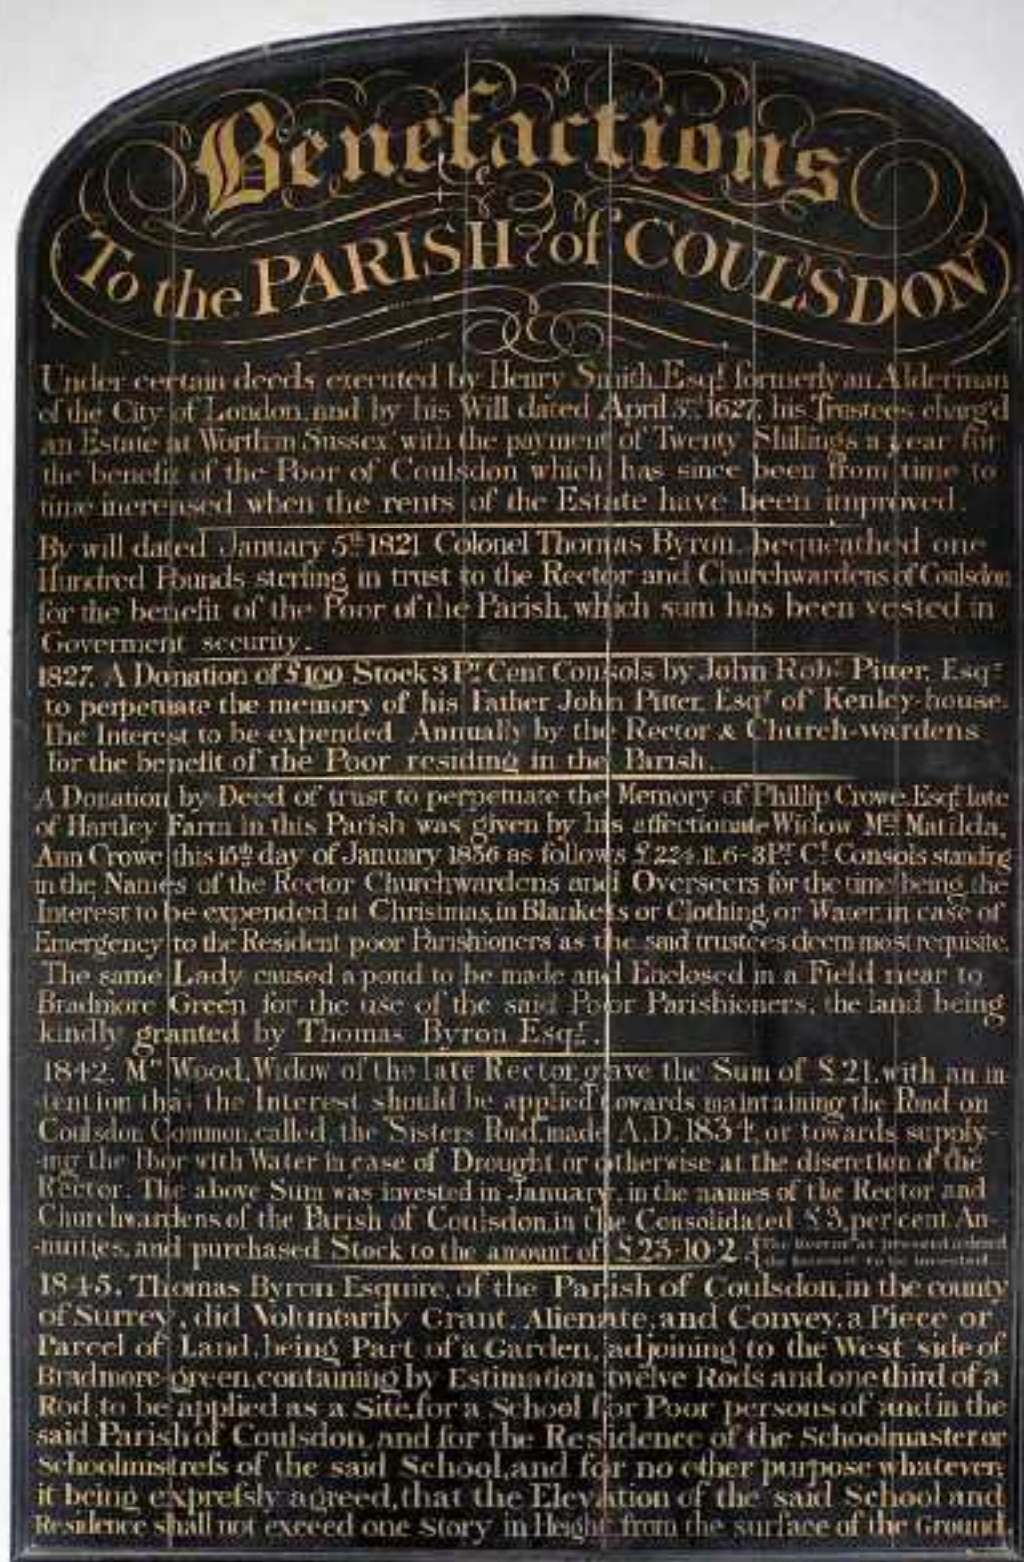 Benefactions
To the PARISH of COULSDON
Under certain deeds executed by Henry Smith Esqr. formerly an Alderman
of the City of London, and by his Will dated April 3rd 1627, his Trustees charg'd
an Estate at Worth in Sussex with the payment of Twenty Shillings a year for
the benefit of the Poor of Coulsdon which has since been from time to
time increased when the rents of the Estate have been improved.
By will dated January 5th 1821 Colonel Thomas Byron bequeathed one
Hundred Pounds sterling in trust to the Rector and Churchwardens of Coulsdon
for the benefit of the Poor of the Parish, which sum has been vested in
Goverment security.
1827. A Donation of £100 Stock 3 Pr Cent Consols by John Robt Pitter, Esqr
to perpetuate the memory of his Father John Pitter Esqr of Kenley-house.
The Interest to be expended Annually by the Rector & Church-wardens
for the benefit of the Poor residing in the Parish.
A Donation by Deed of trust to perpetuate the Memory of Phillip Crowe Esqr late
of Hartley Farm in this Parish was given by his affectionate Widow Mrs Matilda,
Ann Crowe this 15th day of January 1836 as follows £224.11.6 - 3 Pr Ct Consols standing
in the Names of the Rector Churchwardens and Overseers for the time being, the
Interest to be expended at Christmas, in Blankets or Clothing, or Water in case of
Emergency to the Resident poor Parishioners as the said trustees deem most requisite.
The same Lady caused a pond to be made and Enclosed in a Field near to
Bradmore Green for the use of the said Poor Parishioners; the land being
kindly granted by Thomas Byron Esqr.
1842. Mrs Wood, Widow of the late Rector, gave the Sum of £21, with an in
tention that the Interest should be applied towards maintaining the Pond on
Coulsdon Common, called the Sisters Pond, made A.D. 1834, or towards supply-
-ing the Poor with Water in case of Drought or otherwise at the discretion of the
Rector. The above Sum was invested in January, in the names of the Rector and
Churchwardens of the Parish of Coulsdon, in the Consolidated £3, per cent An-
-nuities, and purchased Stock to the amount of £23-10-2. {The Rector at present
the interest to be invested
1845. Thomas Byron Esquire, of the Parish of Coulsdon, in the county
of Surrey, did Voluntarily Grant, Alienate, and Convey, a Piece or
Parcel of Land, being Part of a Garden, adjoining to the West side of
Bradmore-green, containing by Estimation twelve Rods and one third of a
Rod, to be applied as a Site, for a School for Poor persons of and in the
said Parish of Coulsdon, and for the Residence of the Schoolmaster or
Schoolmistreſs of the said School, and for no other purpose whatever;
it being expreſsly agreed, that the Elevation of the said School and
Residence shall not exceed one Story in Height from the surface of the Ground.